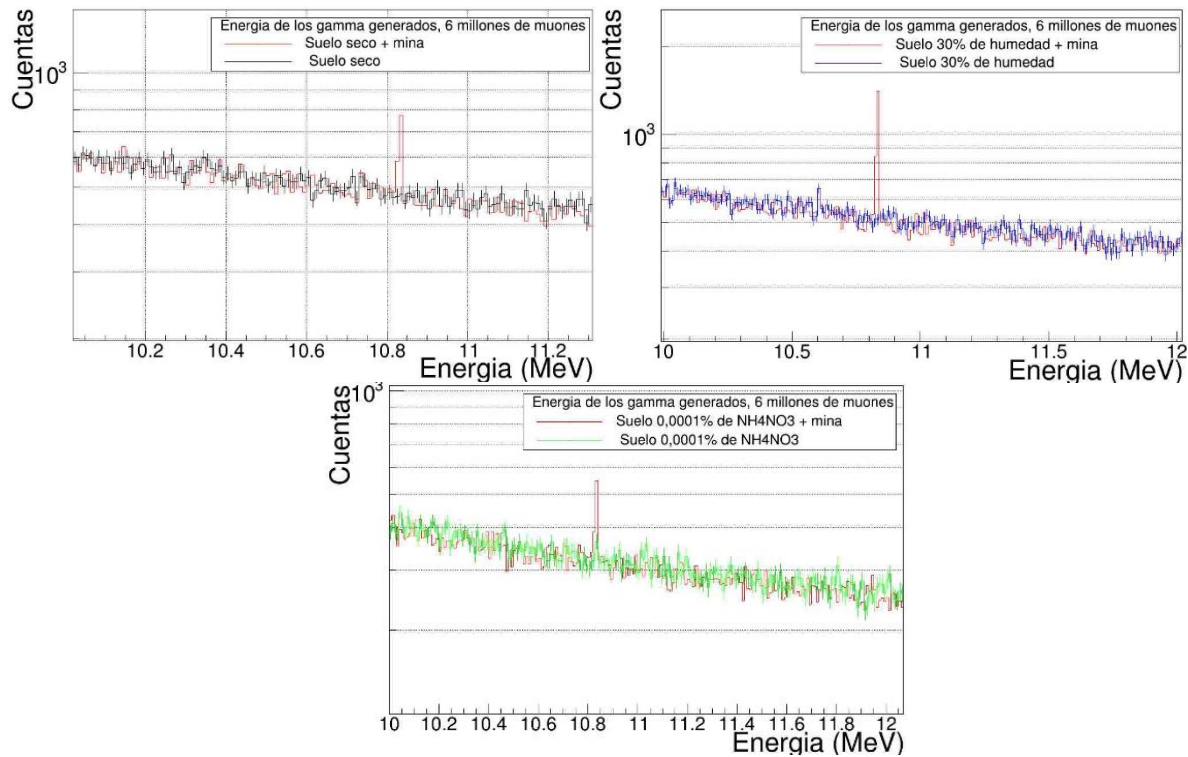 Cuentas
10³
Energia de los gamma generados, 6 millones de muones
Suelo seco + mina
Suelo seco
10.2 10.4 10.6 10.8 11 11.2
Energia (MeV)
Cuentas
10³
Energia de los gamma generados, 6 millones de muones
Suelo 30% de humedad + mina
Suelo 30% de humedad
10 10.5 11 11.5 12
Energia (MeV)
Cuentas
10³
Energia de los gamma generados, 6 millones de muones
Suelo 0,0001% de NH4NO3 + mina
Suelo 0,0001% de NH4NO3
10 10.2 10.4 10.6 10.8 11 11.2 11.4 11.6 11.8 12
Energia (MeV)